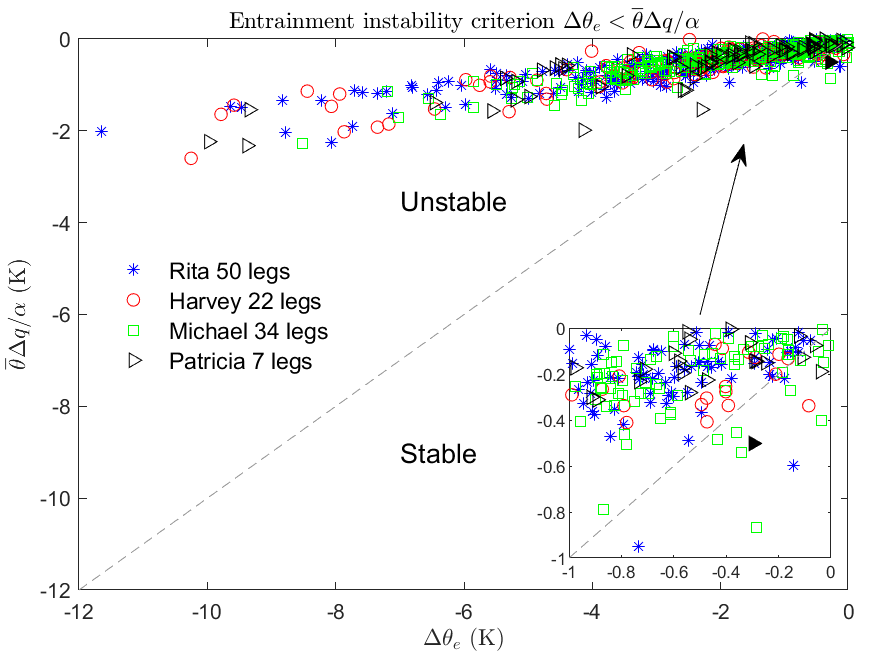 Entrainment instability criterion Δθₑ < θ̅Δq/α
0
-2
-4
-6
-8
-10
-12
θ̅Δq/α (K)
Unstable
Rita 50 legs
Harvey 22 legs
Michael 34 legs
Patricia 7 legs
Stable
0
-0.2
-0.4
-0.6
-0.8
-1
-1 -0.8 -0.6 -0.4 -0.2 0
-12 -10 -8 -6 -4 -2 0
Δθₑ (K)